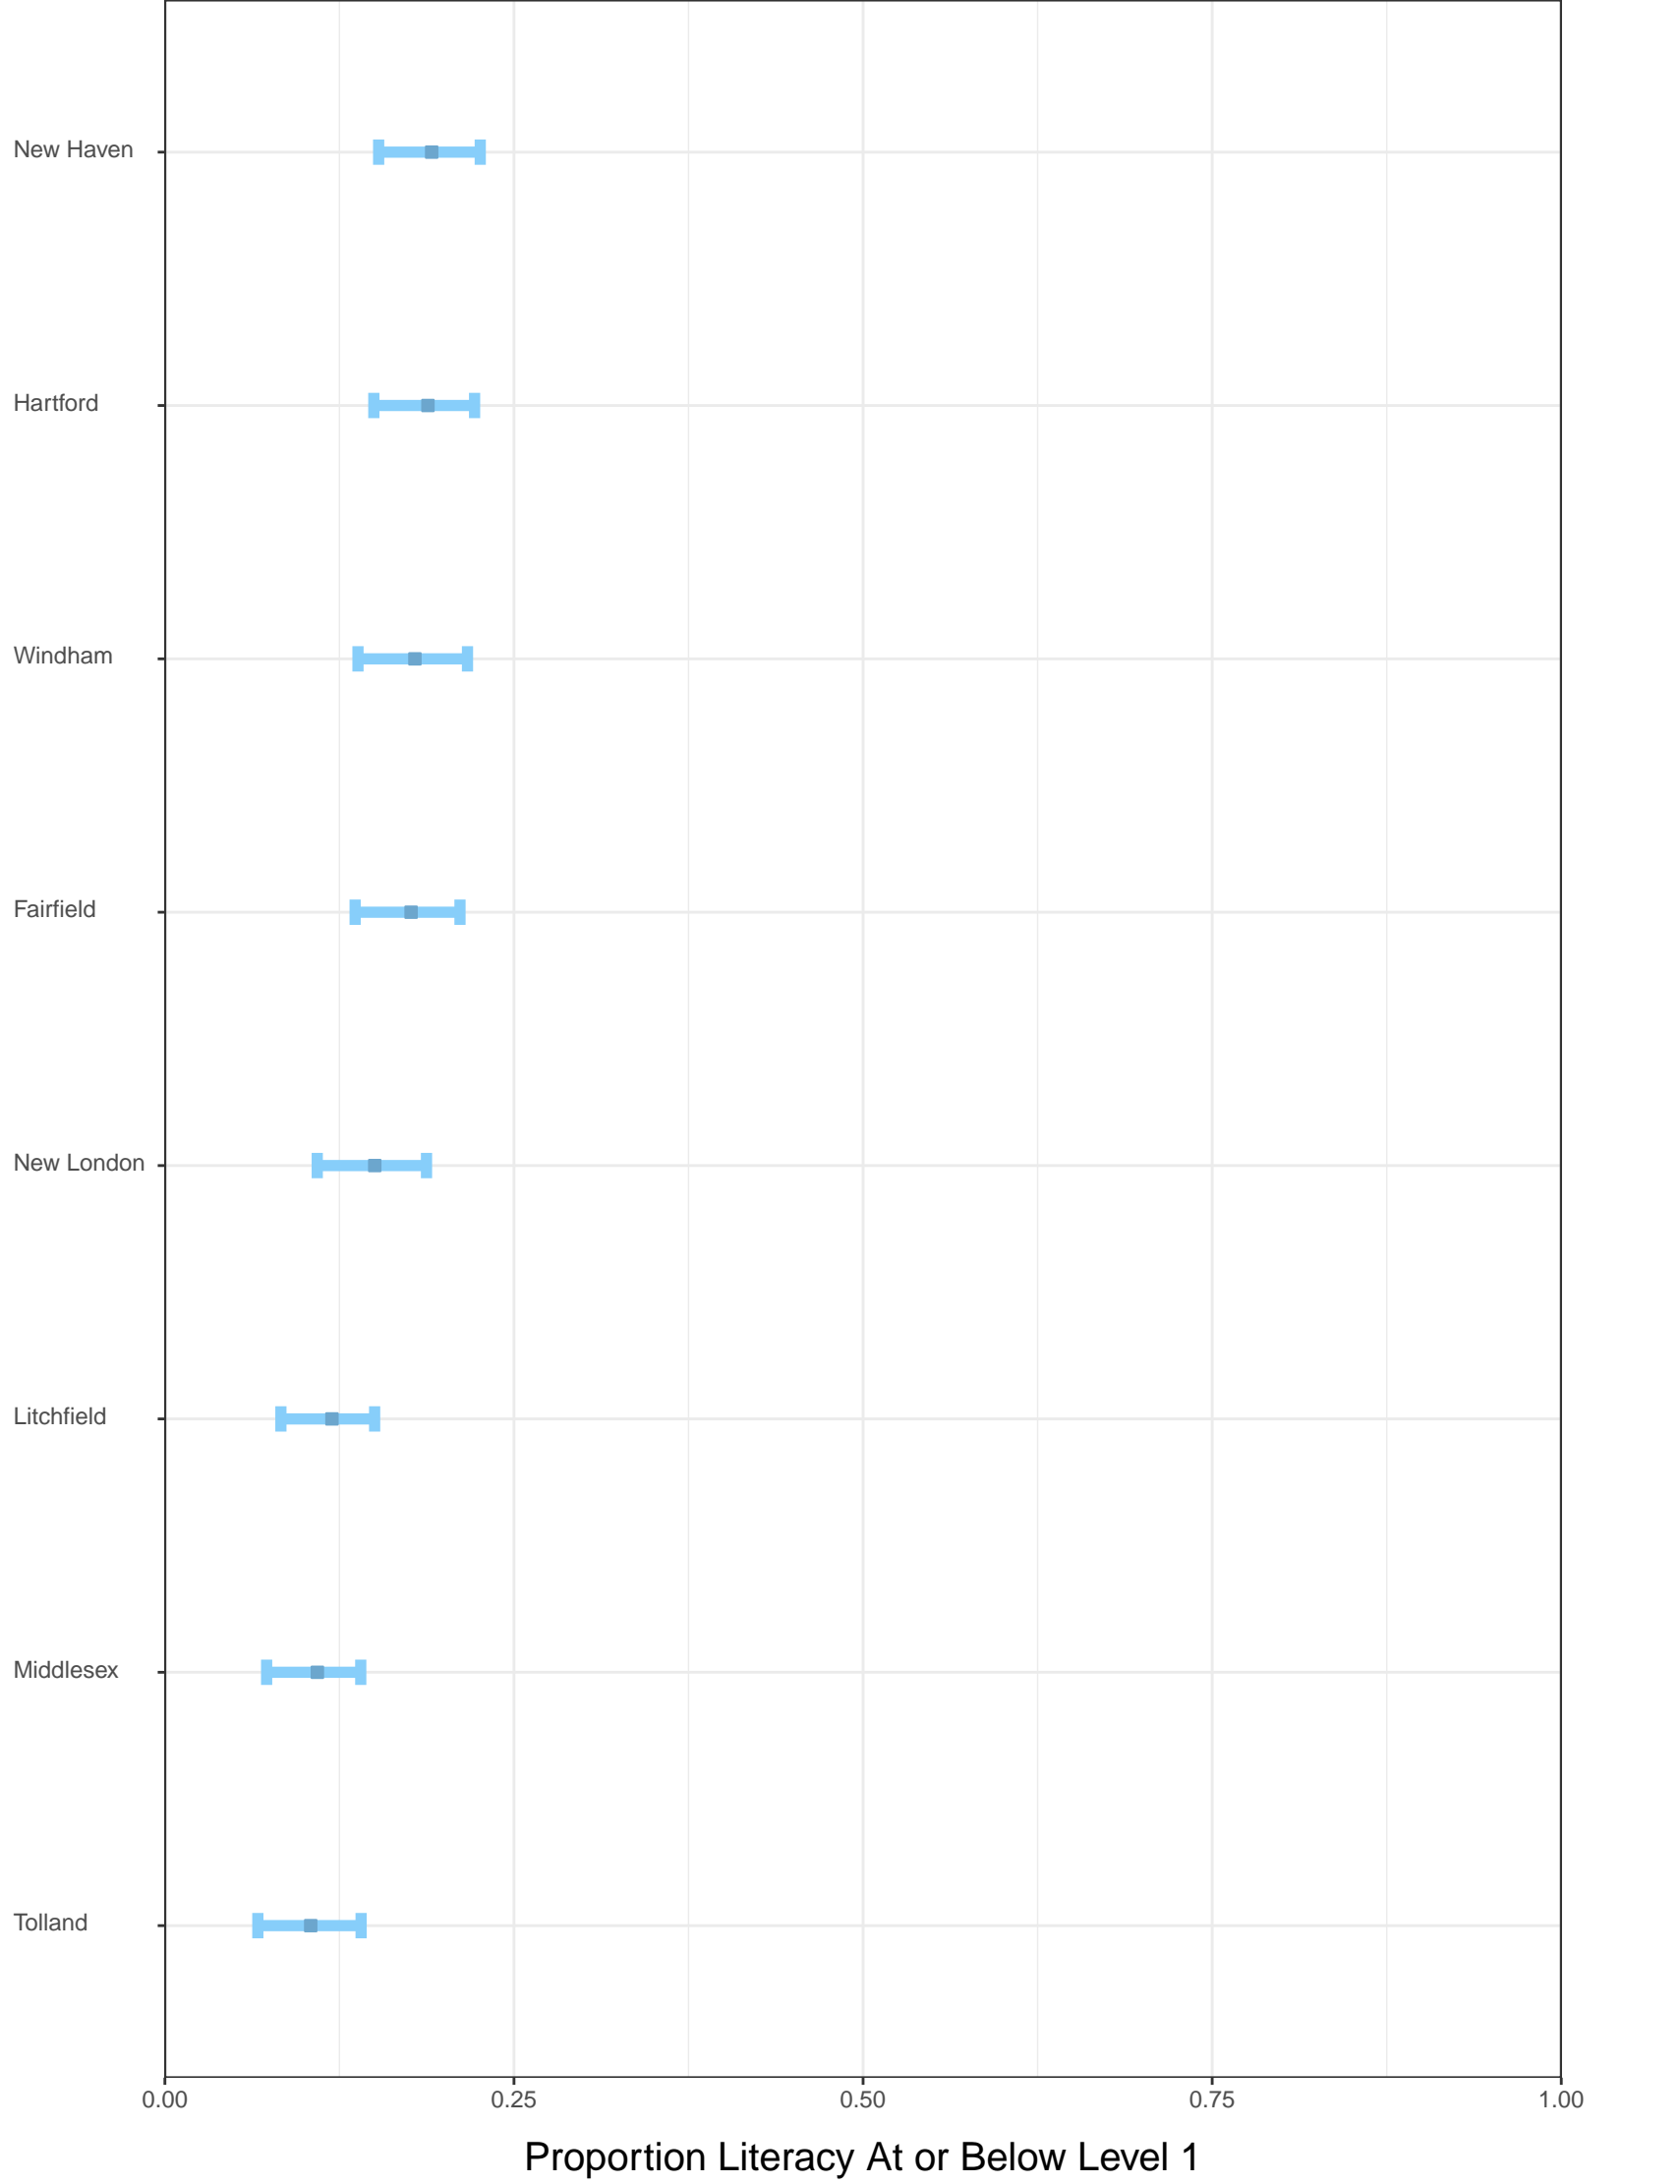 New Haven
Hartford
Windham
Fairfield
New London
Litchfield
Middlesex
Tolland
0.00 0.25 0.50 0.75 1.00
Proportion Literacy At or Below Level 1